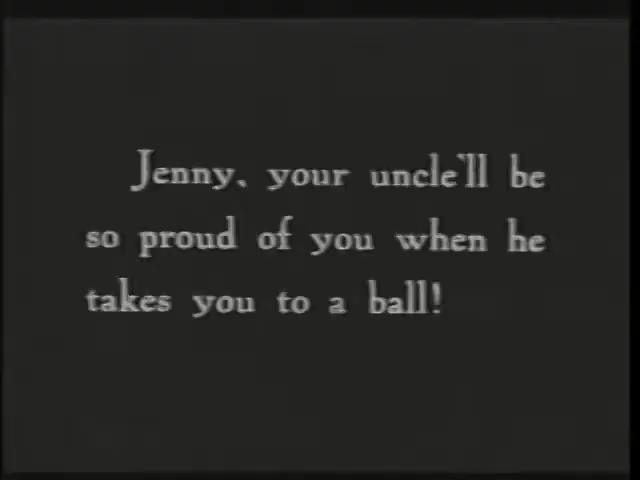 Jenny, your uncle'll be
so proud of you when he
takes you to a ball!